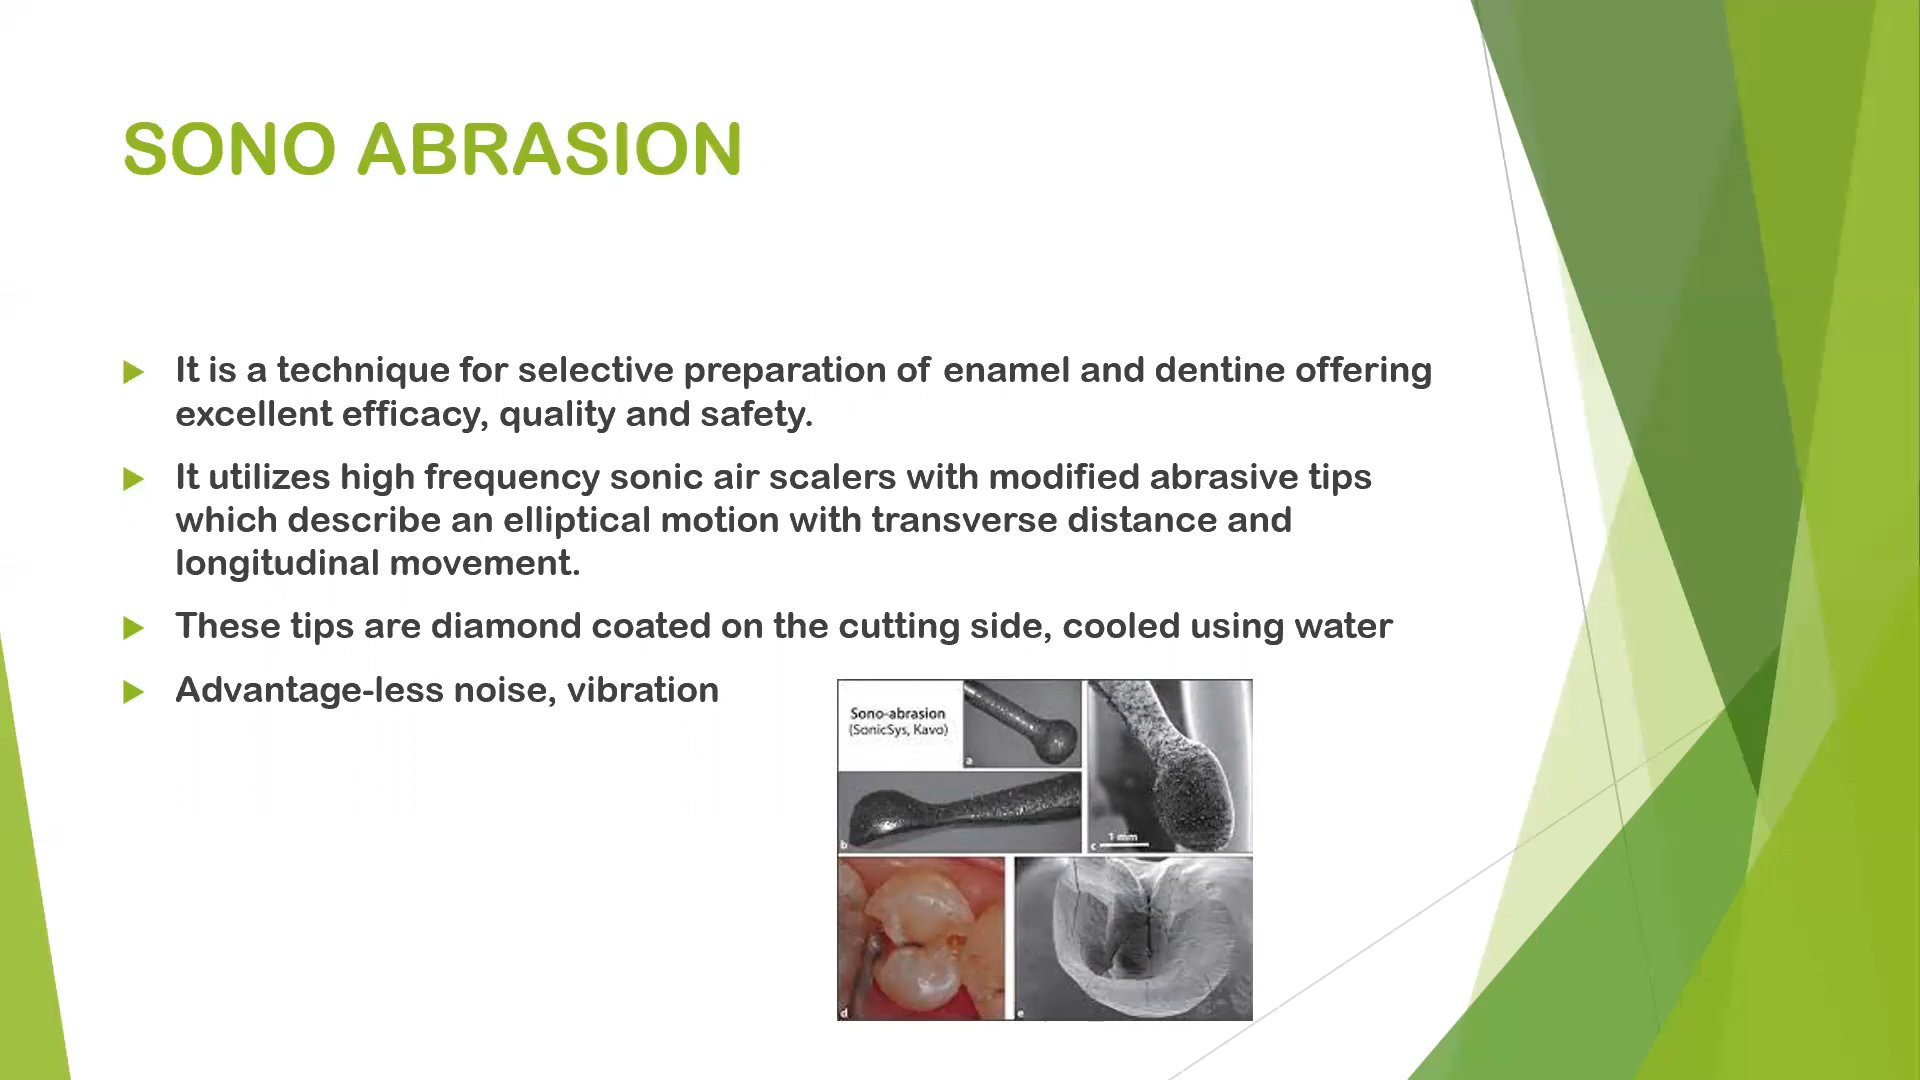 SONO ABRASION
It is a technique for selective preparation of enamel and dentine offering
excellent efficacy, quality and safety.
It utilizes high frequency sonic air scalers with modified abrasive tips
which describe an elliptical motion with transverse distance and
longitudinal movement.
These tips are diamond coated on the cutting side, cooled using water
Advantage-less noise, vibration
Sono-abrasion
(SonicSys, Kavo)
a
b
1 mm
c
d
e